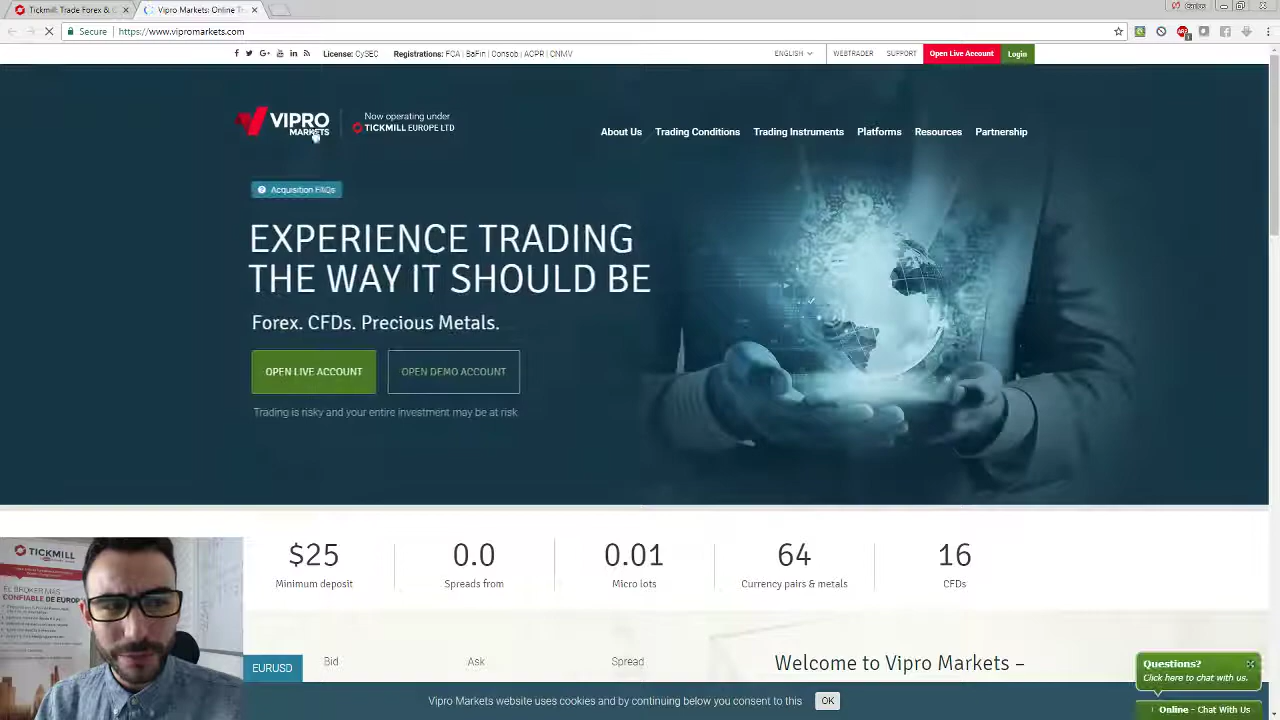 Tickmill: Trade Forex & C
Vipro Markets: Online Tr
Secure
https://www.vipromarkets.com
License: CySEC
Registrations: FCA | BaFin | Consob | ACPR | CNMV
ENGLISH
WEBTRADER
SUPPORT
Open Live Account
Login
VIPRO
MARKETS
Now operating under
TICKMILL EUROPE LTD
About Us
Trading Conditions
Trading Instruments
Platforms
Resources
Partnership
Acquisition FAQs
EXPERIENCE TRADING
THE WAY IT SHOULD BE
Forex. CFDs. Precious Metals.
OPEN LIVE ACCOUNT
OPEN DEMO ACCOUNT
Trading is risky and your entire investment may be at risk
$25
Minimum deposit
0.0
Spreads from
0.01
Micro lots
64
Currency pairs & metals
16
CFDs
TICKMILL
EL BROKER MÁS
CONFIABLE DE EUROP
EURUSD
Bid
Ask
Spread
Welcome to Vipro Markets –
Questions?
Click here to chat with us.
Online - Chat With Us
Vipro Markets website uses cookies and by continuing below you consent to this
OK